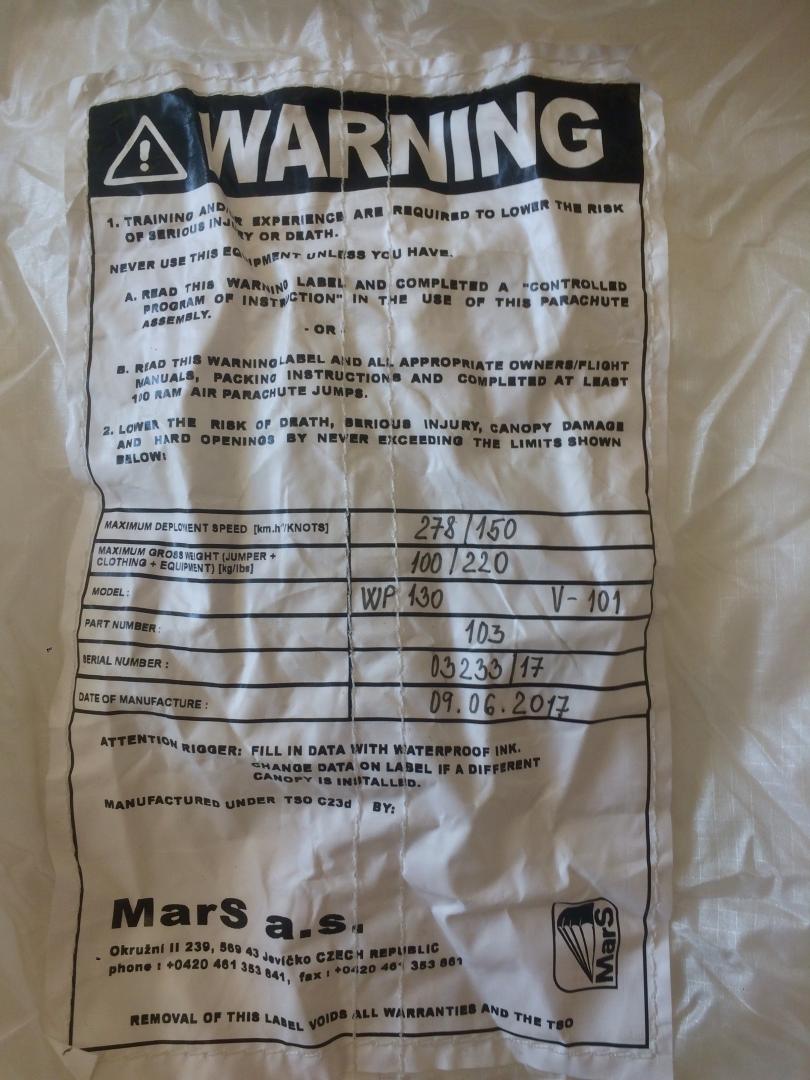 WARNING
1. TRAINING AND/OR EXPERIENCE ARE REQUIRED TO LOWER THE RISK
OF SERIOUS INJURY OR DEATH.
NEVER USE THIS EQUIPMENT UNLESS YOU HAVE.
A. READ THIS WARNING LABEL AND COMPLETED A "CONTROLLED
PROGRAM OF INSTRUCTION" IN THE USE OF THIS PARACHUTE
ASSEMBLY.
- OR
B. READ THIS WARNING LABEL AND ALL APPROPRIATE OWNERS/FLIGHT
MANUALS, PACKING INSTRUCTIONS AND COMPLETED AT LEAST
100 RAM AIR PARACHUTE JUMPS.
2. LOWER THE RISK OF DEATH, SERIOUS INJURY, CANOPY DAMAGE
AND HARD OPENINGS BY NEVER EXCEEDING THE LIMITS SHOWN
BELOW:
MAXIMUM DEPLOYMENT SPEED [km.h⁻¹/KNOTS] 278/150
MAXIMUM GROSS WEIGHT (JUMPER +
CLOTHING + EQUIPMENT) [kg/lbs] 100/220
MODEL: WP 130 V-101
PART NUMBER: 103
SERIAL NUMBER: 03233/17
DATE OF MANUFACTURE: 09.06.2017
ATTENTION RIGGER: FILL IN DATA WITH WATERPROOF INK.
CHANGE DATA ON LABEL IF A DIFFERENT
CANOPY IS INSTALLED.
MANUFACTURED UNDER TSO C23d BY:
MarS a.s.
Okružní II 239, 569 43 Jevíčko CZECH REPUBLIC
phone : +0420 461 353 841, fax : +0420 461 353 861
MarS
REMOVAL OF THIS LABEL VOIDS ALL WARRANTIES AND THE TSO